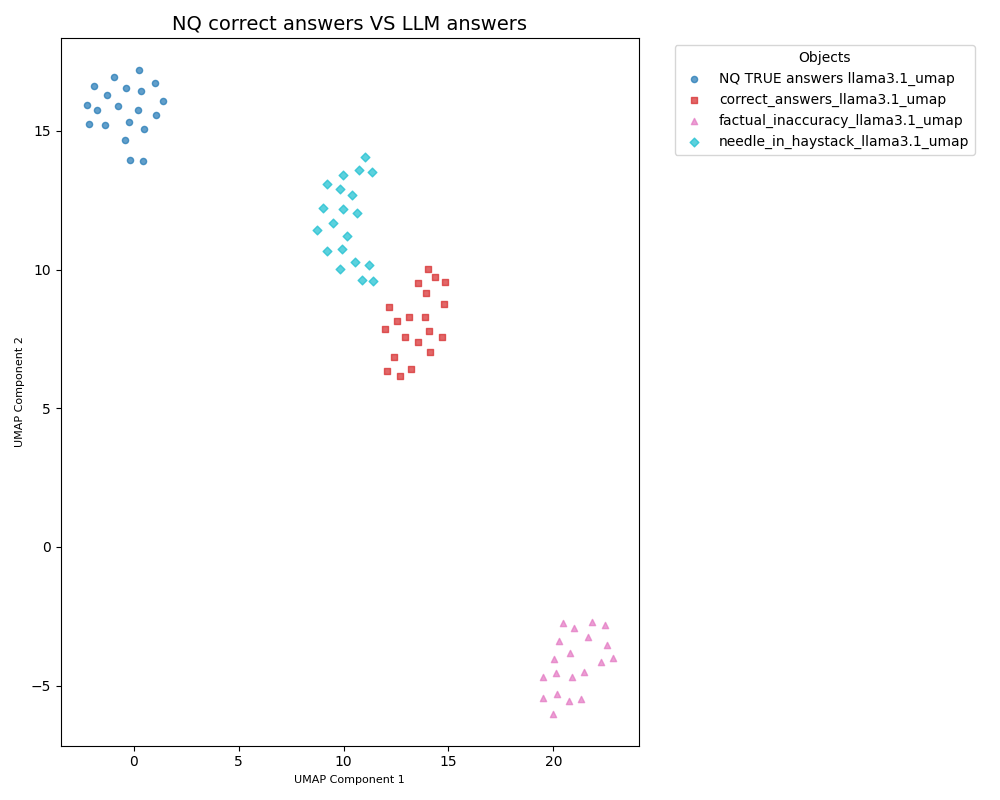 NQ correct answers VS LLM answers
Objects
NQ TRUE answers llama3.1_umap
correct_answers_llama3.1_umap
factual_inaccuracy_llama3.1_umap
needle_in_haystack_llama3.1_umap
UMAP Component 2
15
10
5
0
−5
0 5 10 15 20
UMAP Component 1